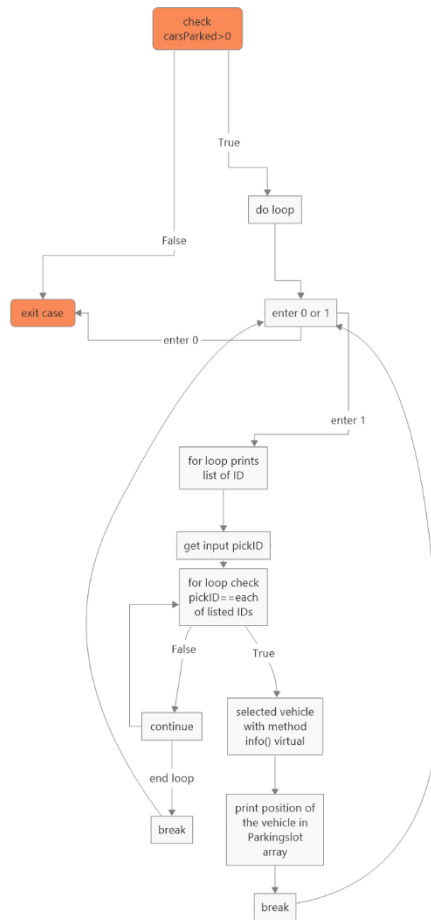 check
carsParked>0
True
do loop
False
exit case
enter 0 or 1
enter 0
enter 1
for loop prints
list of ID
get input pickID
for loop check
pickID==each
of listed IDs
False
True
continue
selected vehicle
with method
info() virtual
end loop
print position of
the vehicle in
Parkingslot
array
break
break